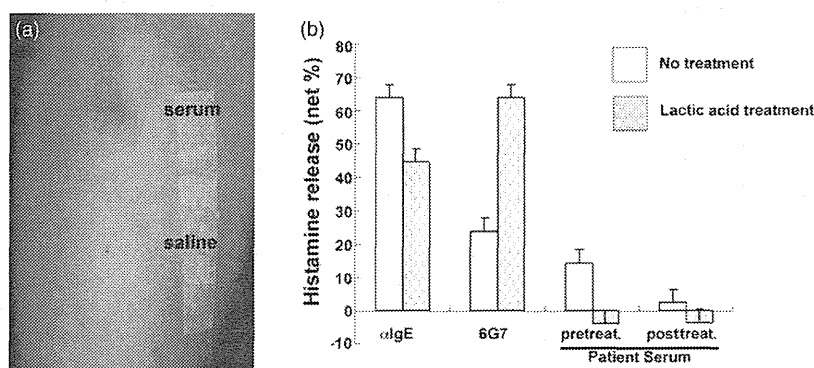 (a)
serum
saline
(b)
Histamine release (net %)
80
70
60
50
40
30
20
10
0
-10
No treatment
Lactic acid treatment
αIgE
6G7
pretreat.
posttreat.
Patient Serum